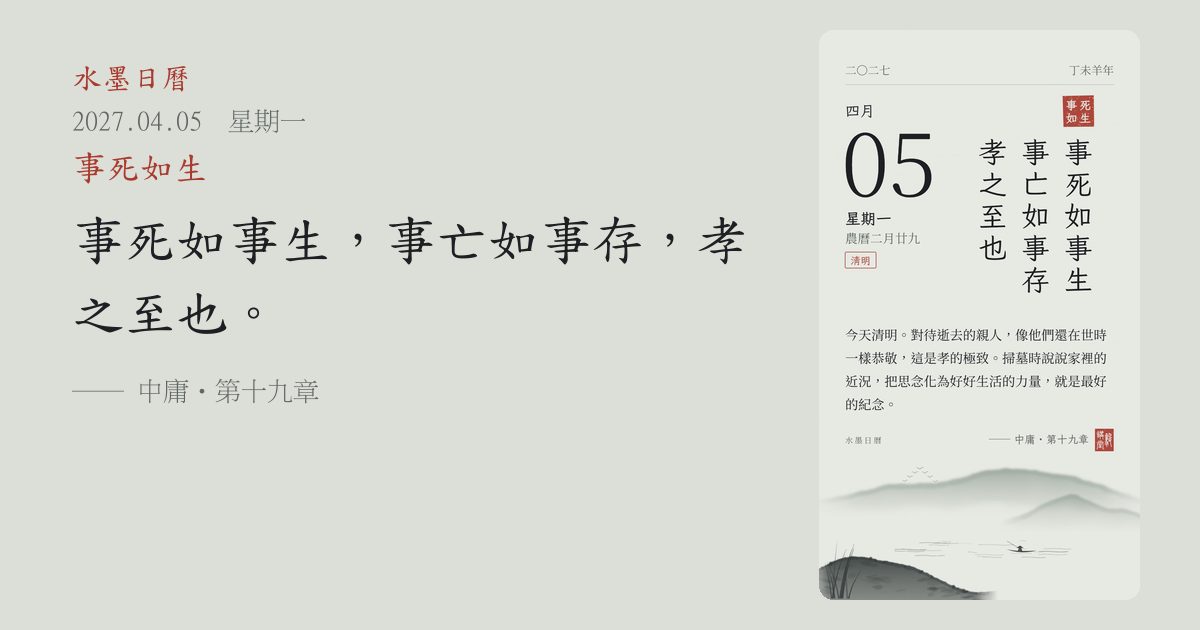 水墨日曆
2027.04.05 星期一
事死如生
事死如事生，事亡如事存，孝
之至也。
—— 中庸・第十九章
二〇二七
丁未羊年
四月
05
星期一
農曆二月廿九
清明
事死
如生
事死如事生
事亡如事存
孝之至也
今天清明。對待逝去的親人，像他們還在世時
一樣恭敬，這是孝的極致。掃墓時說說家裡的
近況，把思念化為好好生活的力量，就是最好
的紀念。
水墨日曆
—— 中庸・第十九章